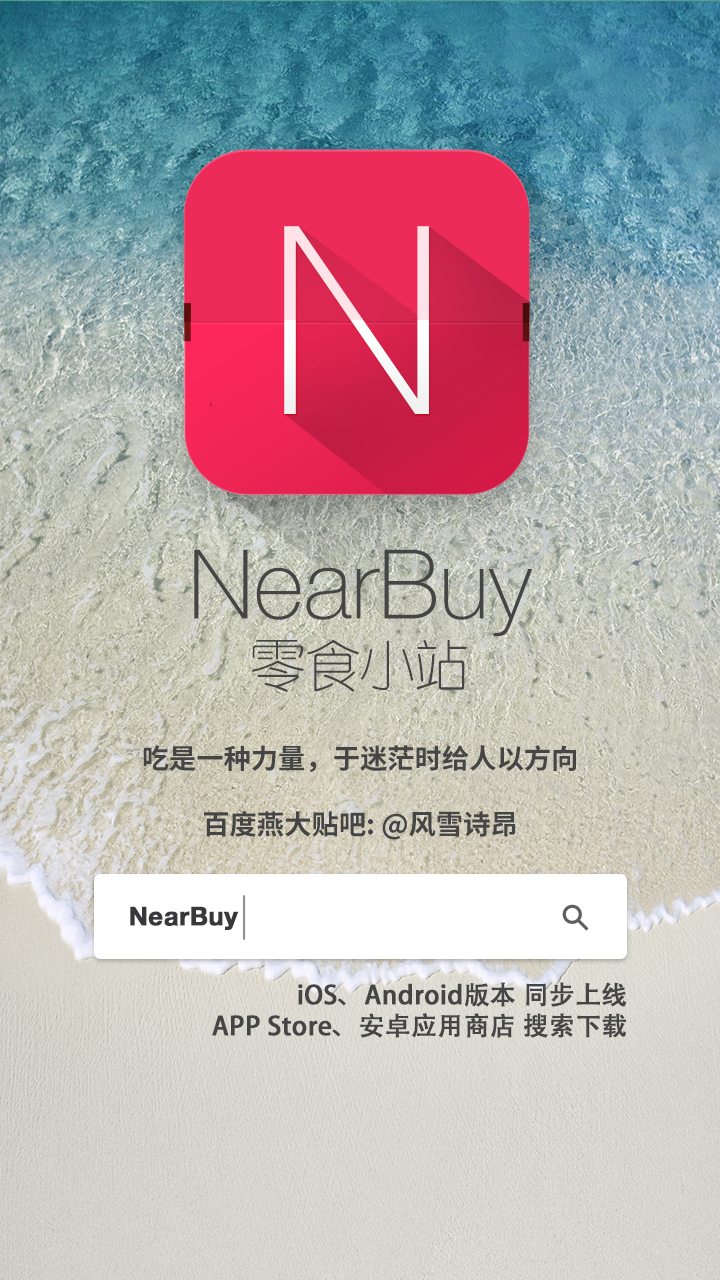 N
NearBuy
零食小站
吃是一种力量，于迷茫时给人以方向
百度燕大贴吧: @风雪诗昂
NearBuy
iOS、Android版本 同步上线
APP Store、安卓应用商店 搜索下载